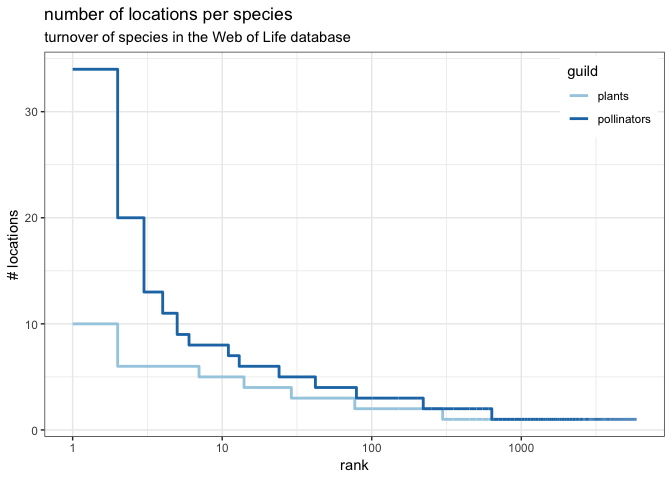 number of locations per species
turnover of species in the Web of Life database
guild
plants
pollinators
# locations
30
20
10
0
1
10
100
1000
rank